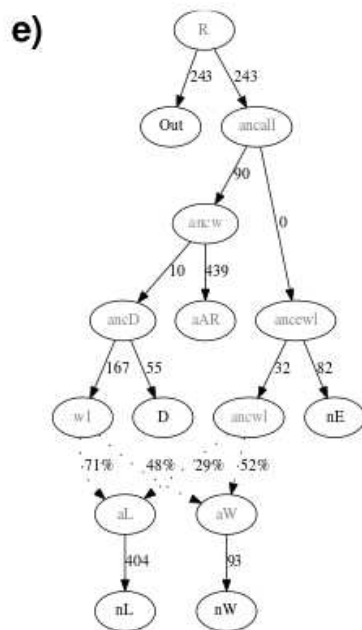 e)
R
243 243
Out ancall
90
ancw 0
10 439
ancD aAR ancewl
167 55 32 82
wl D ancwl nE
71% 48% 29% 52%
aL aW
404 93
nL nW